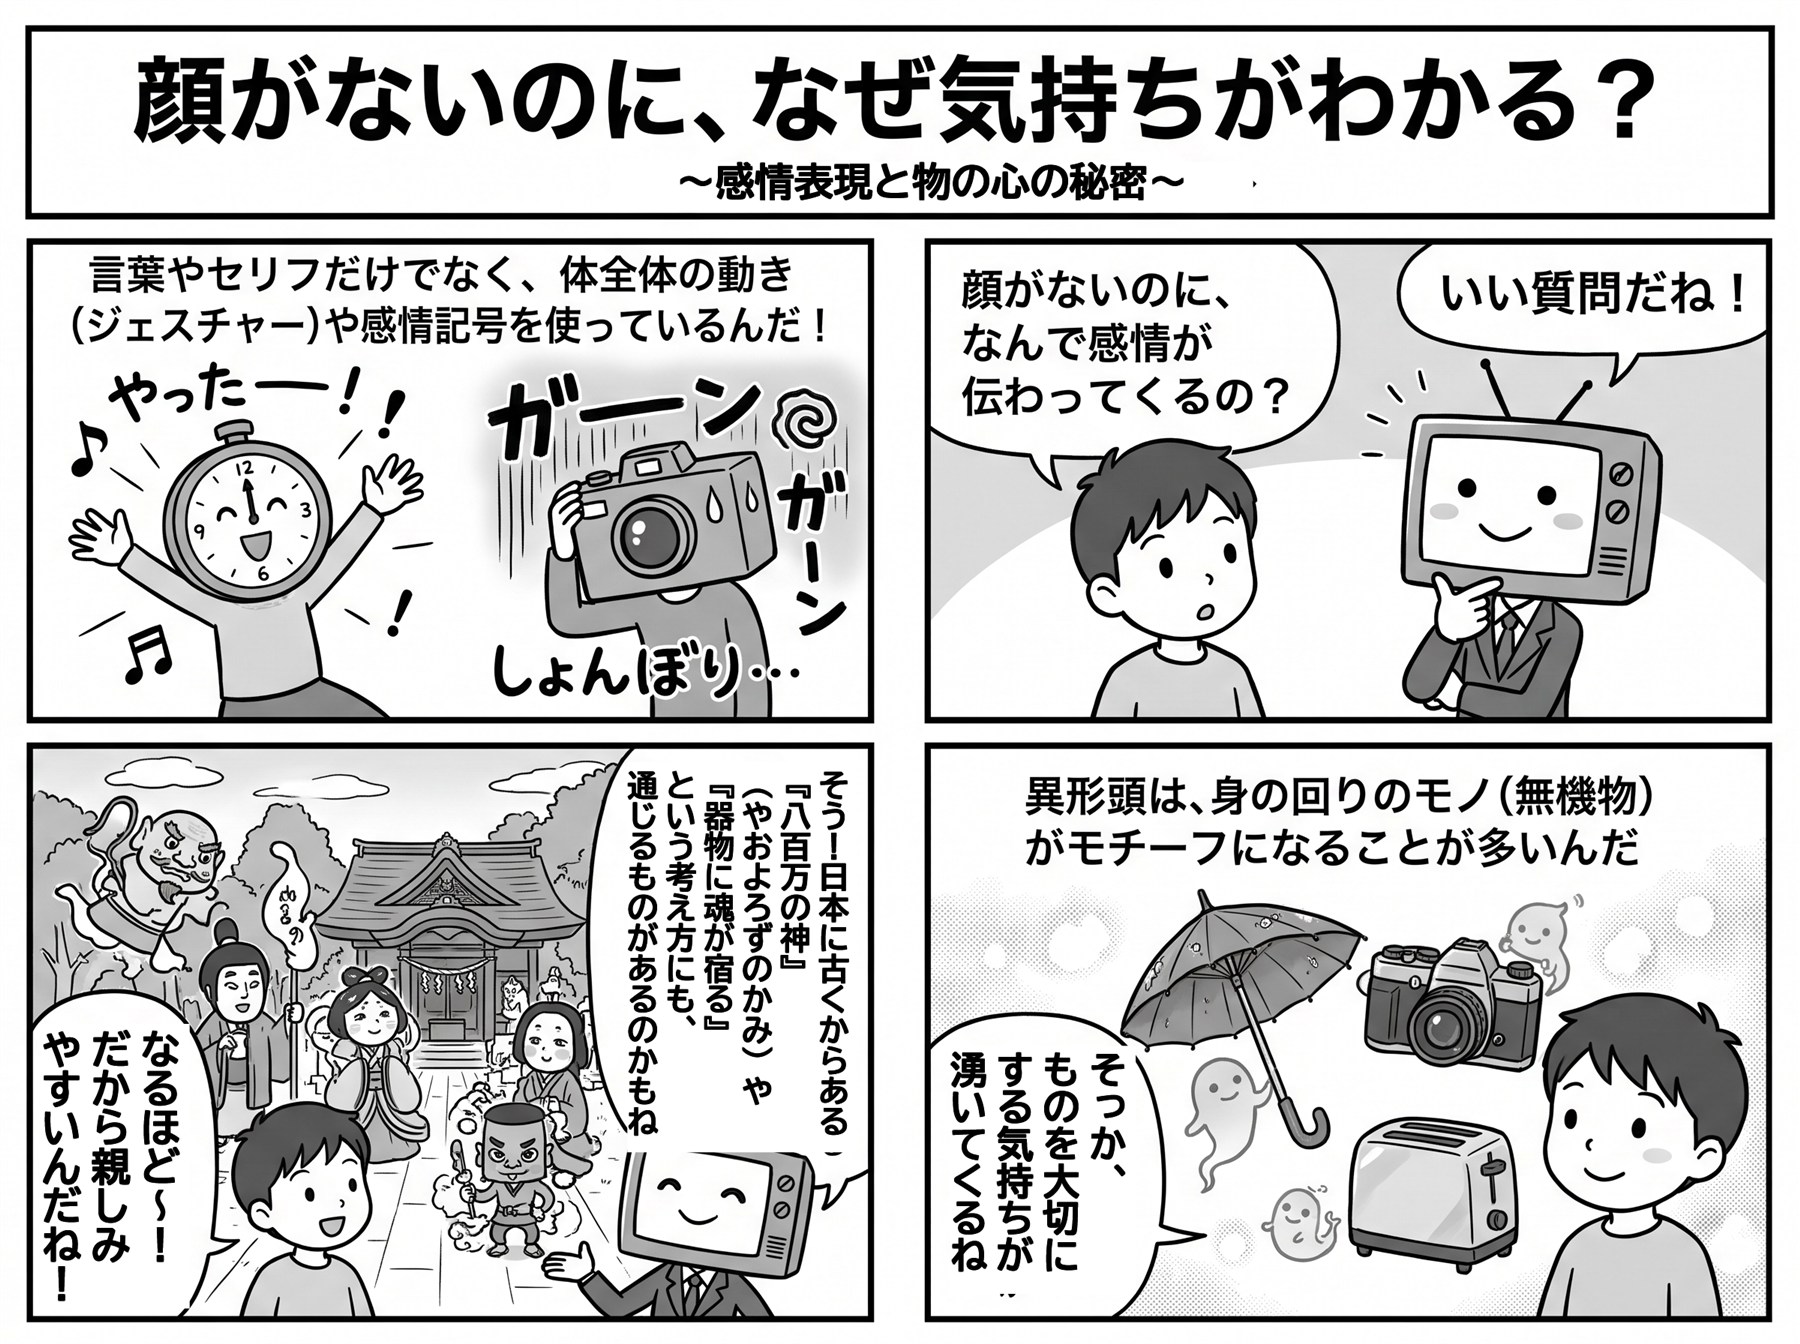 顔がないのに、なぜ気持ちがわかる？
～感情表現と物の心の秘密～
顔がないのに、
なんで感情が
伝わってくるの？
いい質問だね！
言葉やセリフだけでなく、体全体の動き
（ジェスチャー）や感情記号を使っているんだ！
やったー！！
12
3
6
9
！
ガーン
ガーン
しょんぼり…
異形頭は、身の回りのモノ（無機物）
がモチーフになることが多いんだ
そっか、
ものを大切に
する気持ちが
湧いてくるね
そう！日本に古くからある
『八百万の神』
（やおよろずのかみ）や
『器物に魂が宿る』
という考え方にも、
通じるものがあるのかもね
なるほど～！
だから親しみ
やすいんだね！